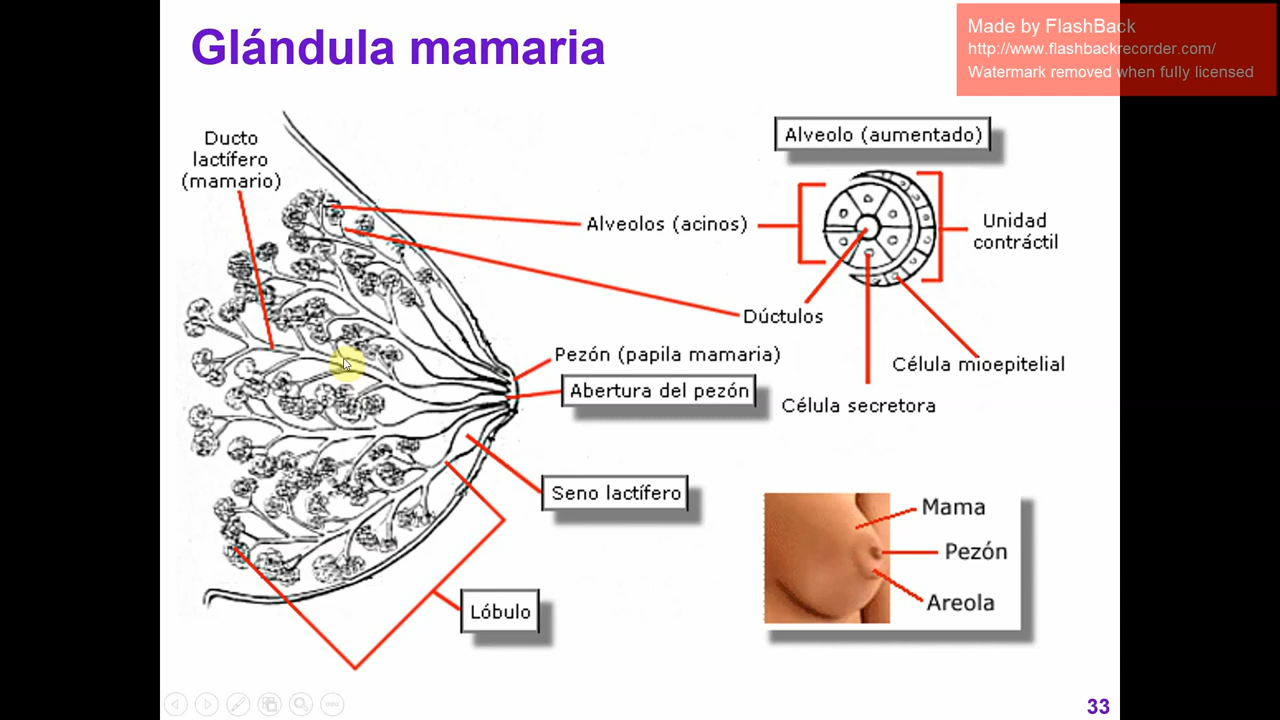 Glándula mamaria
Made by FlashBack
http://www.flashbackrecorder.com/
Watermark removed when fully licensed
Ducto
lactífero
(mamario)
Alveolo (aumentado)
Alveolos (acinos)
Unidad
contráctil
Dúctulos
Pezón (papila mamaria)
Célula mioepitelial
Abertura del pezón
Célula secretora
Seno lactífero
Mama
Pezón
Areola
Lóbulo
33